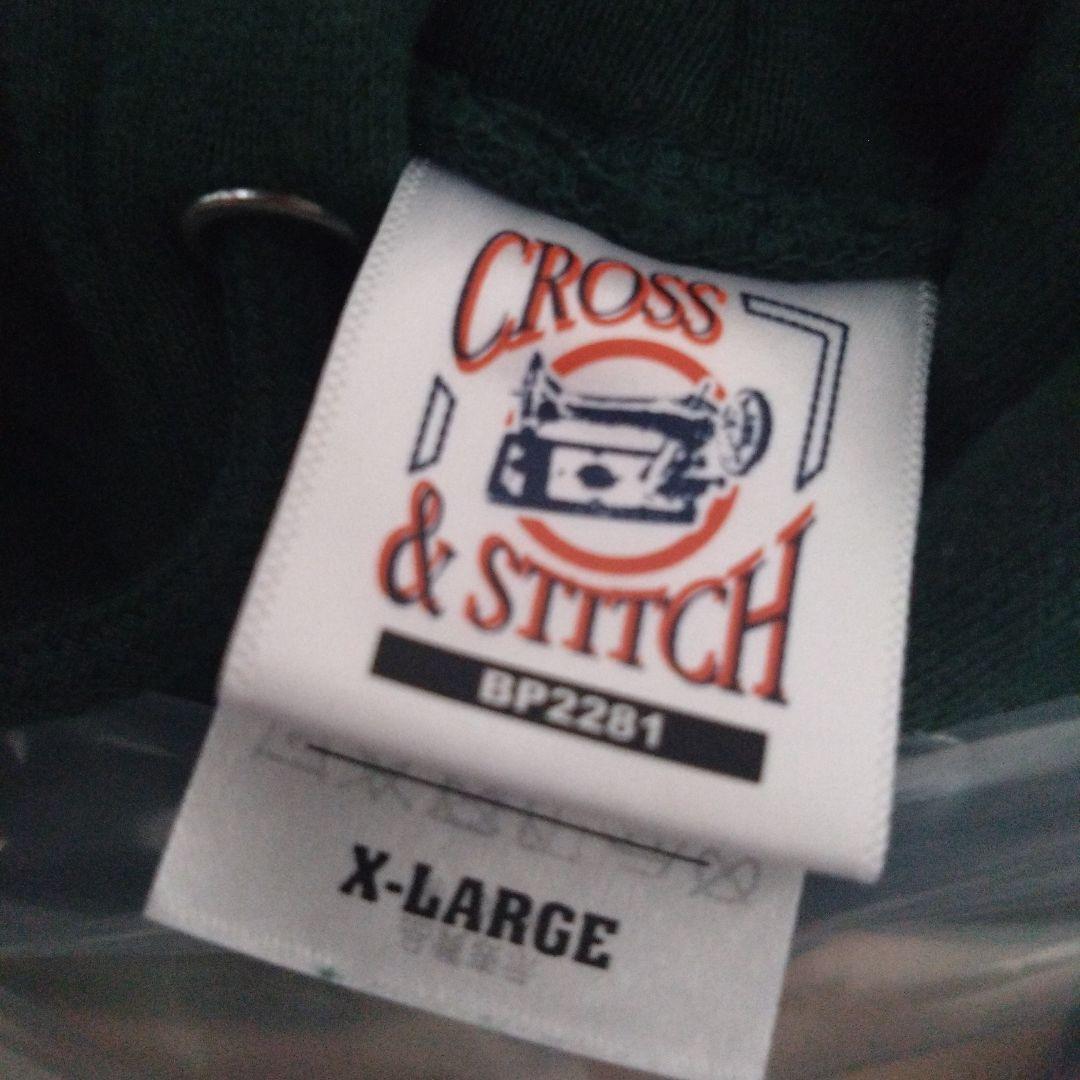 CROSS
& STITCH
BP2281
X-LARGE